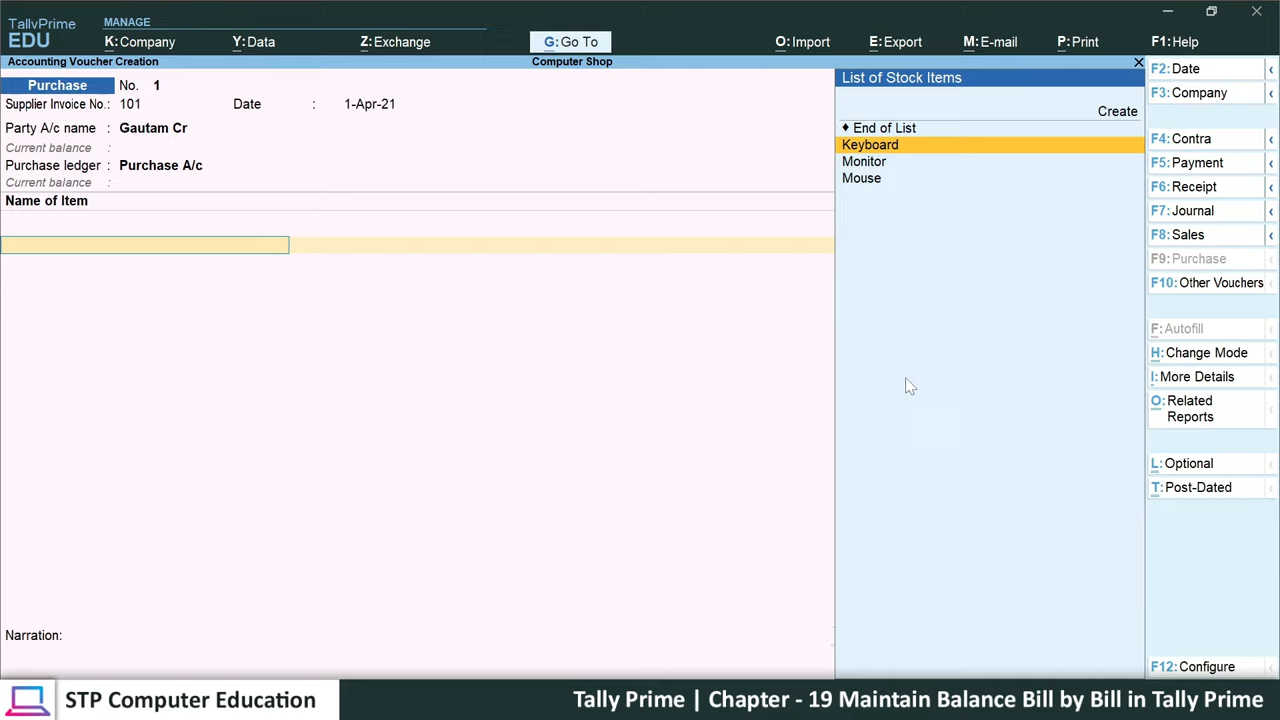 TallyPrime
EDU
MANAGE
K:Company
Y:Data
Z:Exchange
G:Go To
O:Import
E:Export
M:E-mail
P:Print
F1:Help
Accounting Voucher Creation
Computer Shop
Purchase No. 1
Supplier Invoice No.: 101 Date : 1-Apr-21
Party A/c name : Gautam Cr
Current balance :
Purchase ledger : Purchase A/c
Current balance :
Name of Item
Narration:
List of Stock Items
Create
♦ End of List
Keyboard
Monitor
Mouse
F2:Date
F3:Company
F4:Contra
F5:Payment
F6:Receipt
F7:Journal
F8:Sales
F9:Purchase
F10:Other Vouchers
F:Autofill
H:Change Mode
I:More Details
O:Related
Reports
L:Optional
T:Post-Dated
F12:Configure
STP Computer Education
Tally Prime | Chapter - 19 Maintain Balance Bill by Bill in Tally Prime